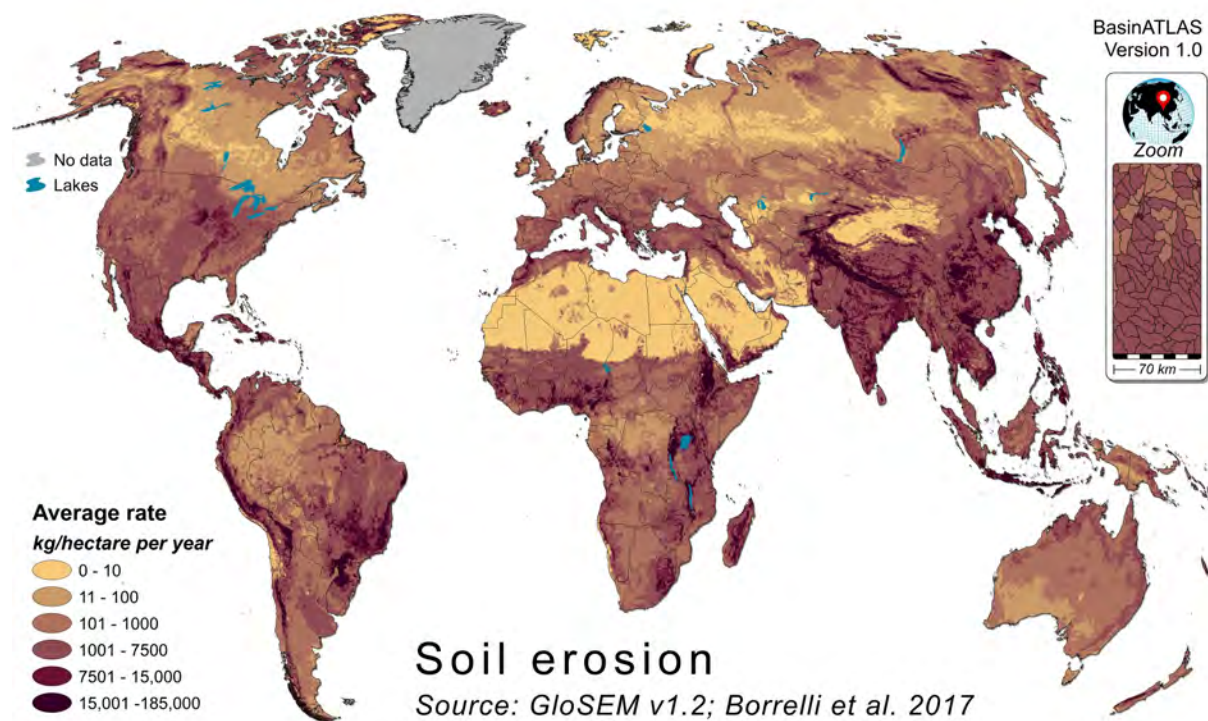 BasinATLAS
Version 1.0
No data
Lakes
Zoom
70 km
Average rate
kg/hectare per year
0 - 10
11 - 100
101 - 1000
1001 - 7500
7501 - 15,000
15,001 -185,000
Soil erosion
Source: GloSEM v1.2; Borrelli et al. 2017